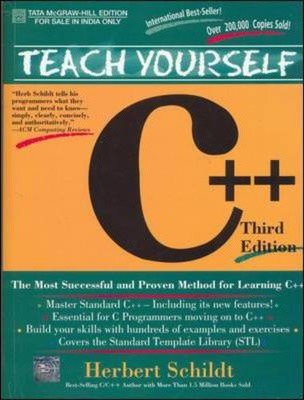 TATA McGRAW-HILL EDITION
FOR SALE IN INDIA ONLY
International Best-Seller!
Over 200,000 Copies Sold!
TEACH YOURSELF
"Herb Schildt tells his
programmers what they
want and need to know—
simply, clearly, concisely,
and authoritatively."
—ACM Computing Reviews
C++
Third
Edition
The Most Successful and Proven Method for Learning C++
• Master Standard C++ — Including its new features! •
• Essential for C Programmers moving on to C++ •
• Build your skills with hundreds of examples and exercises •
• Covers the Standard Template Library (STL) •
Herbert Schildt
Best-Selling C/C++ Author with More Than 1.5 Million Books Sold